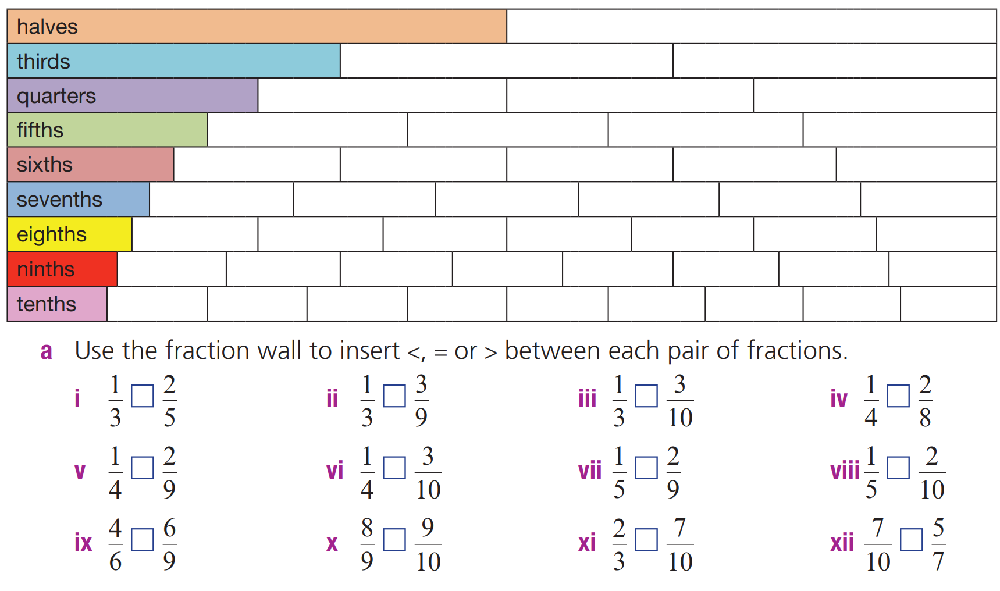 halves
thirds
quarters
fifths
sixths
sevenths
eighths
ninths
tenths
a Use the fraction wall to insert <, = or > between each pair of fractions.
i 1/3 □ 2/5 ii 1/3 □ 3/9 iii 1/3 □ 3/10 iv 1/4 □ 2/8
v 1/4 □ 2/9 vi 1/4 □ 3/10 vii 1/5 □ 2/9 viii 1/5 □ 2/10
ix 4/6 □ 6/9 x 8/9 □ 9/10 xi 2/3 □ 7/10 xii 7/10 □ 5/7